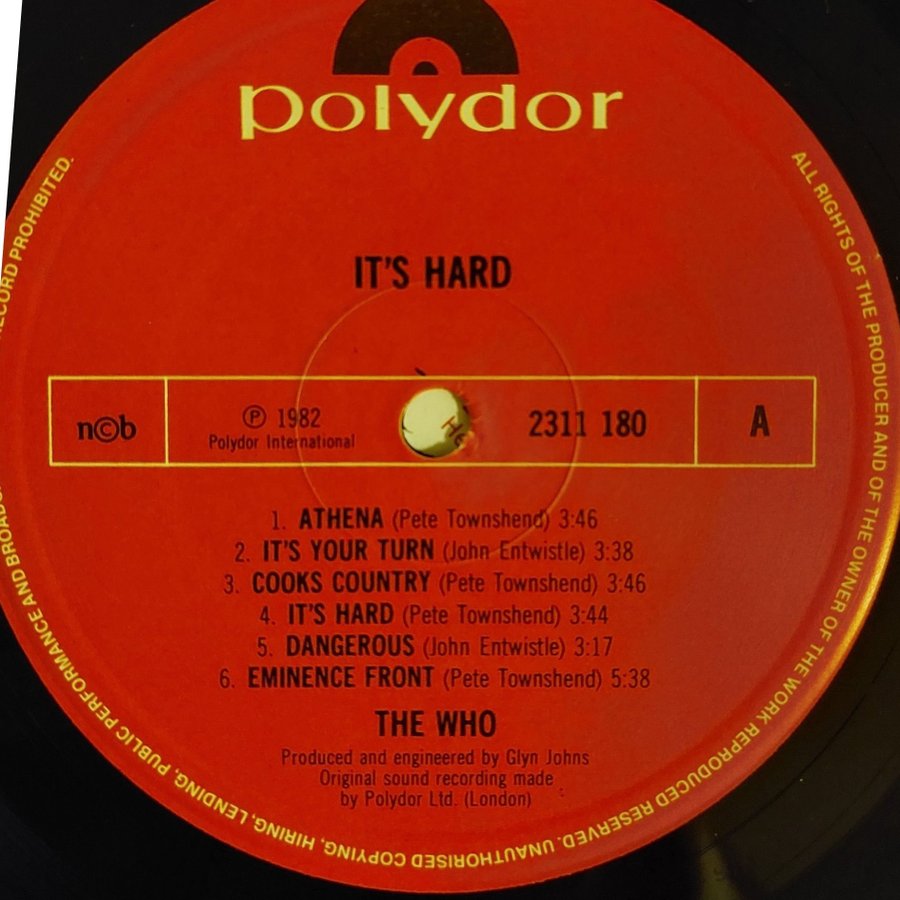 polydor
IT'S HARD
n©b
℗ 1982
Polydor International
2311 180
A
1. ATHENA (Pete Townshend) 3:46
2. IT'S YOUR TURN (John Entwistle) 3:38
3. COOKS COUNTRY (Pete Townshend) 3:46
4. IT'S HARD (Pete Townshend) 3:44
5. DANGEROUS (John Entwistle) 3:17
6. EMINENCE FRONT (Pete Townshend) 5:38
THE WHO
Produced and engineered by Glyn Johns
Original sound recording made
by Polydor Ltd. (London)
ALL RIGHTS OF THE PRODUCER AND OF THE OWNER OF THE WORK REPRODUCED RESERVED. UNAUTHORISED COPYING, HIRING, LENDING, PUBLIC PERFORMANCE AND
RECORD PROHIBITED.